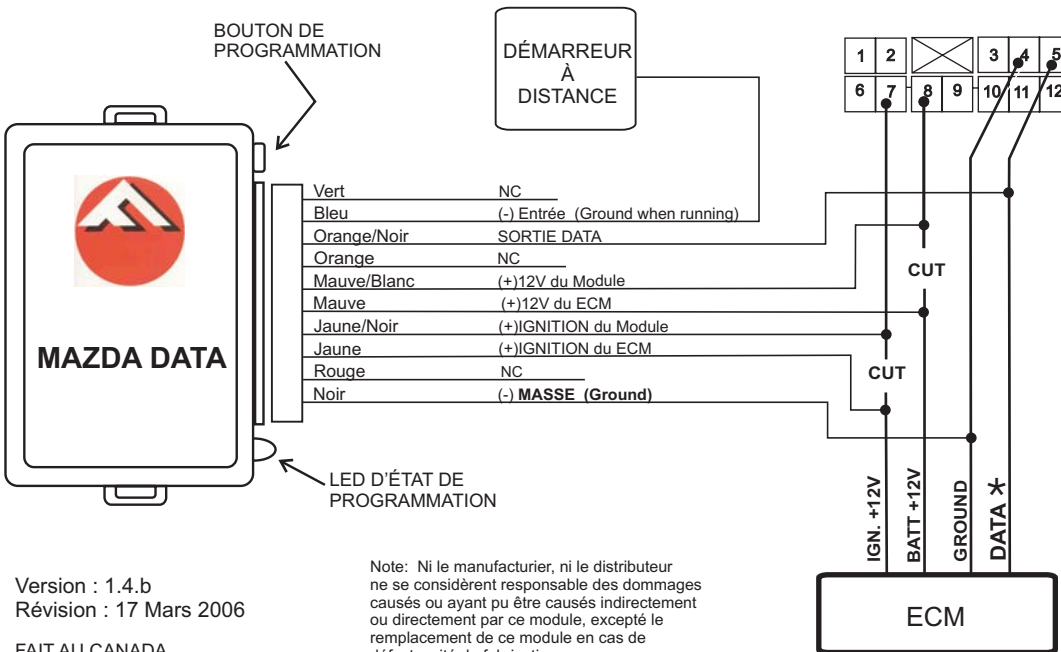 BOUTON DE
PROGRAMMATION
DÉMARREUR
À
DISTANCE
1 2 3 4 5
6 7 8 9 10 11 12
MAZDA DATA
Vert NC
Bleu (-) Entrée (Ground when running)
Orange/Noir SORTIE DATA
Orange NC
Mauve/Blanc (+)12V du Module
Mauve (+)12V du ECM
Jaune/Noir (+)IGNITION du Module
Jaune (+)IGNITION du ECM
Rouge NC
Noir (-) MASSE (Ground)
CUT
CUT
LED D'ÉTAT DE
PROGRAMMATION
IGN. +12V
BATT +12V
GROUND
DATA *
ECM
Version : 1.4.b
Révision : 17 Mars 2006
FAIT AU CANADA
Note: Ni le manufacturier, ni le distributeur
ne se considèrent responsable des dommages
causés ou ayant pu être causés indirectement
ou directement par ce module, excepté le
remplacement de ce module en cas de